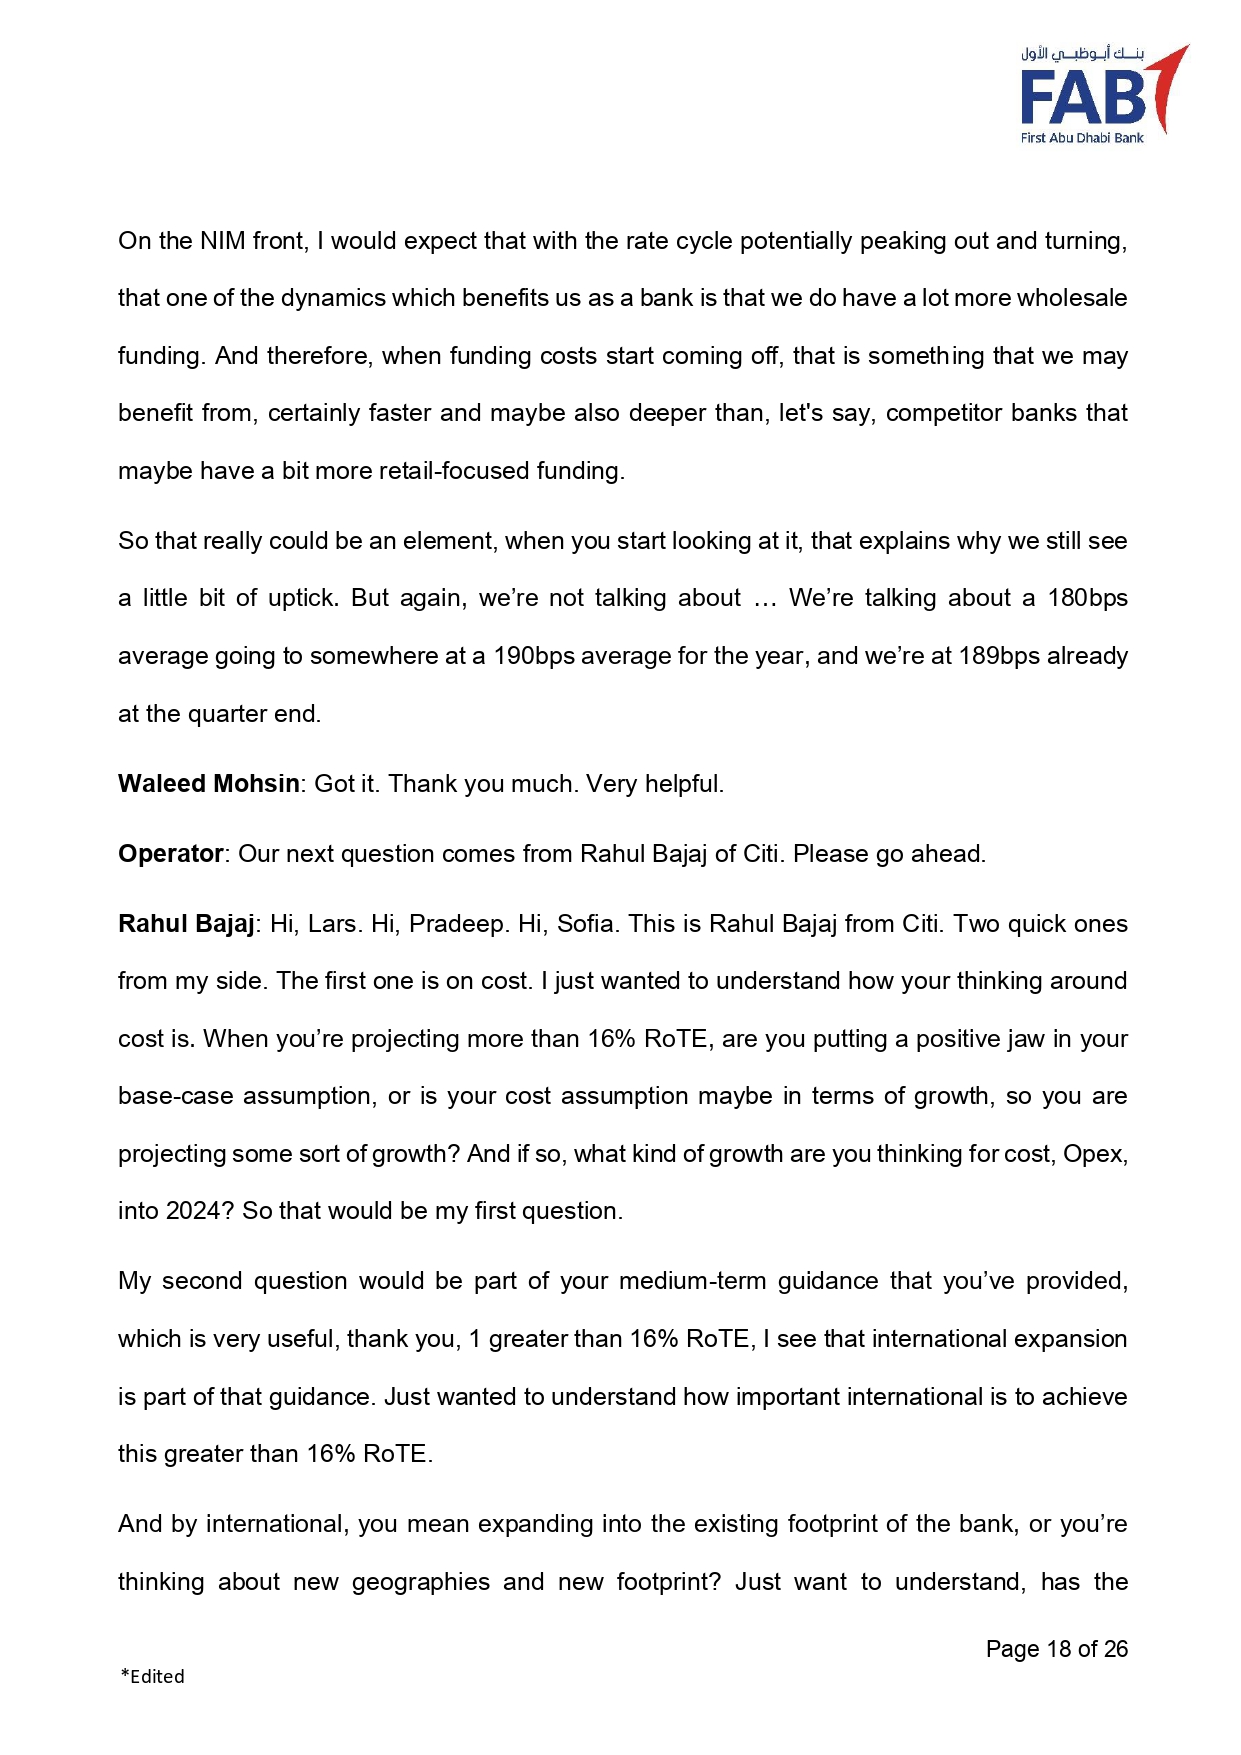 بنك أبوظبي الأول
FAB
First Abu Dhabi Bank
On the NIM front, I would expect that with the rate cycle potentially peaking out and turning,
that one of the dynamics which benefits us as a bank is that we do have a lot more wholesale
funding. And therefore, when funding costs start coming off, that is something that we may
benefit from, certainly faster and maybe also deeper than, let's say, competitor banks that
maybe have a bit more retail-focused funding.
So that really could be an element, when you start looking at it, that explains why we still see
a little bit of uptick. But again, we’re not talking about … We’re talking about a 180bps
average going to somewhere at a 190bps average for the year, and we’re at 189bps already
at the quarter end.
Waleed Mohsin: Got it. Thank you much. Very helpful.
Operator: Our next question comes from Rahul Bajaj of Citi. Please go ahead.
Rahul Bajaj: Hi, Lars. Hi, Pradeep. Hi, Sofia. This is Rahul Bajaj from Citi. Two quick ones
from my side. The first one is on cost. I just wanted to understand how your thinking around
cost is. When you’re projecting more than 16% RoTE, are you putting a positive jaw in your
base-case assumption, or is your cost assumption maybe in terms of growth, so you are
projecting some sort of growth? And if so, what kind of growth are you thinking for cost, Opex,
into 2024? So that would be my first question.
My second question would be part of your medium-term guidance that you’ve provided,
which is very useful, thank you, 1 greater than 16% RoTE, I see that international expansion
is part of that guidance. Just wanted to understand how important international is to achieve
this greater than 16% RoTE.
And by international, you mean expanding into the existing footprint of the bank, or you’re
thinking about new geographies and new footprint? Just want to understand, has the
Page 18 of 26
*Edited